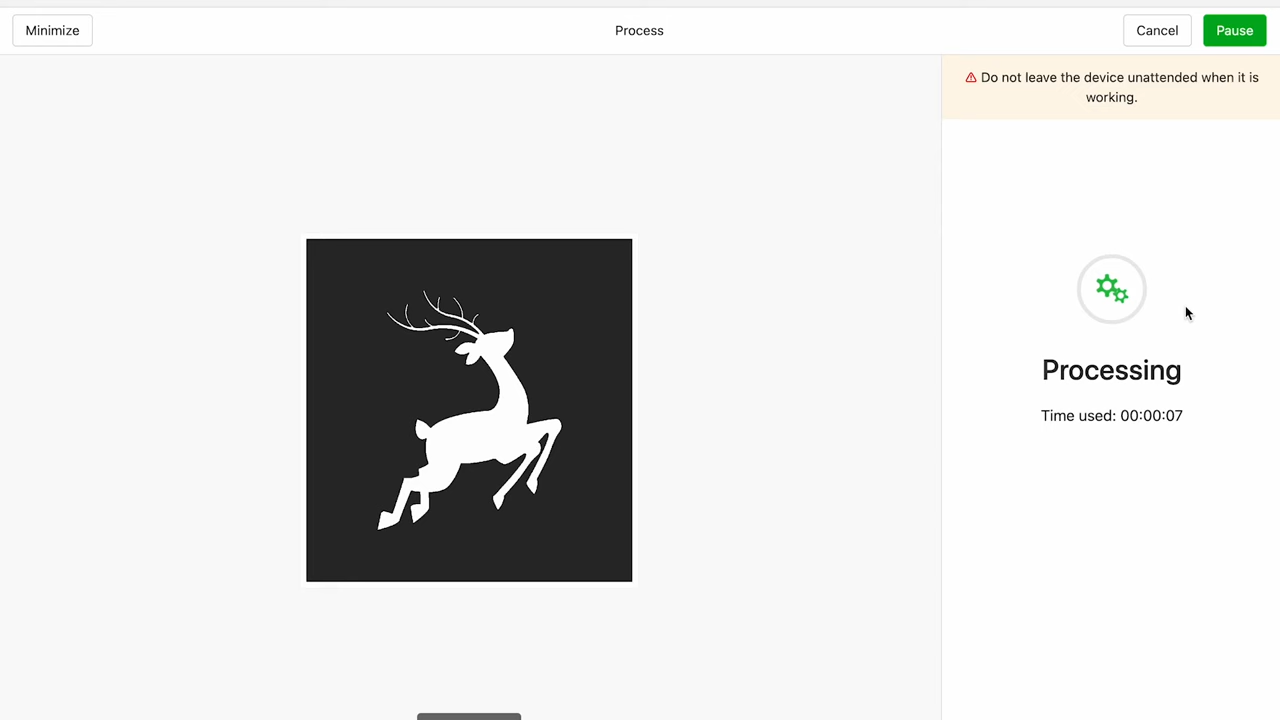 Minimize
Process
Cancel
Pause
Do not leave the device unattended when it is
working.
Processing
Time used: 00:00:07